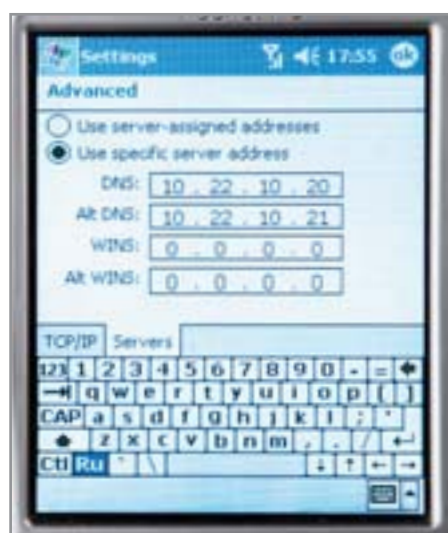 Settings 17:55 ok
Advanced
Use server-assigned addresses
Use specific server address
DNS: 10 . 22 . 10 . 20
Alt DNS: 10 . 22 . 10 . 21
WINS: 0 . 0 . 0 . 0
Alt WINS: 0 . 0 . 0 . 0
TCP/IP Servers
123 1 2 3 4 5 6 7 8 9 0 - =
q w e r t y u i o p [ ]
CAP a s d f g h j k l ; '
z x c v b n m , . /
Ctl Ru ` \